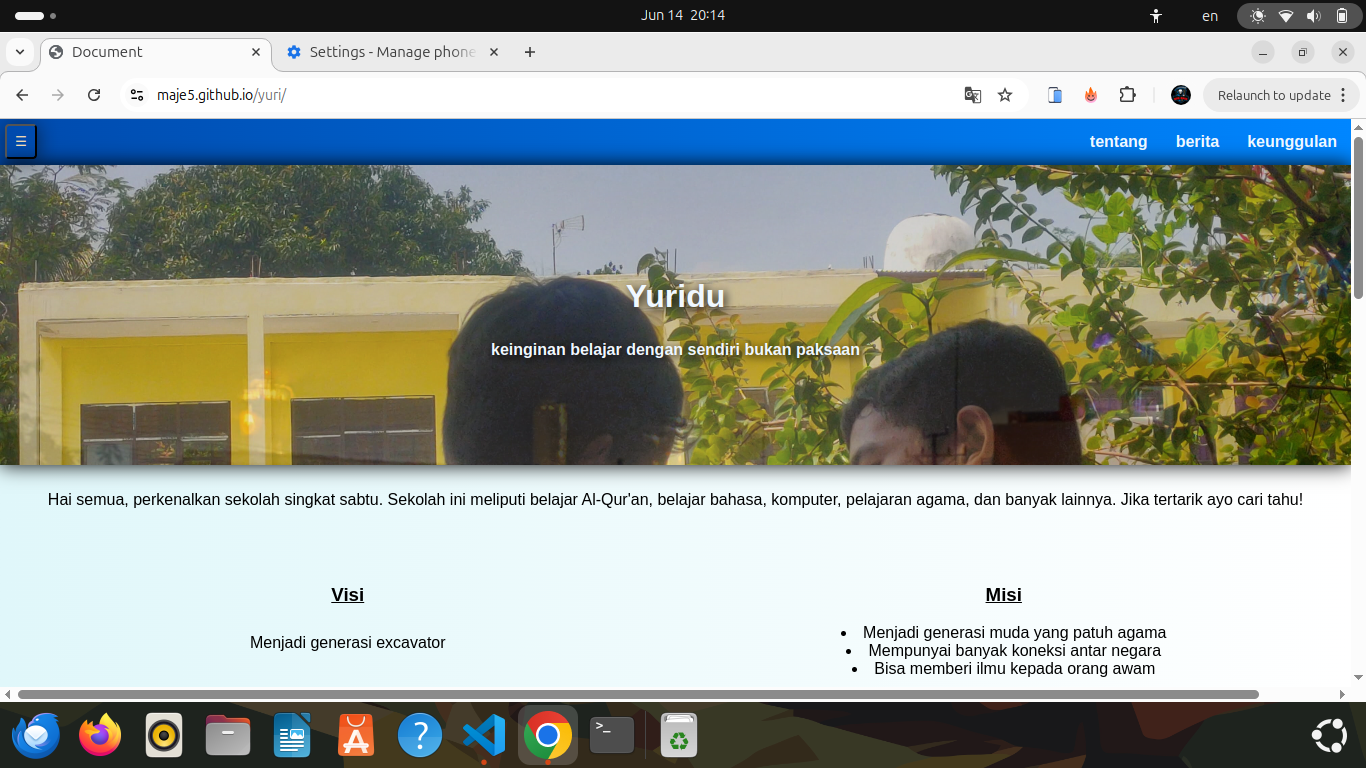 Jun 14 20:14
en
Document
Settings - Manage phone
maje5.github.io/yuri/
Relaunch to update
☰
tentang berita keunggulan
Yuridu
keinginan belajar dengan sendiri bukan paksaan
Hai semua, perkenalkan sekolah singkat sabtu. Sekolah ini meliputi belajar Al-Qur'an, belajar bahasa, komputer, pelajaran agama, dan banyak lainnya. Jika tertarik ayo cari tahu!
Visi
Menjadi generasi excavator
Misi
• Menjadi generasi muda yang patuh agama
• Mempunyai banyak koneksi antar negara
• Bisa memberi ilmu kepada orang awam